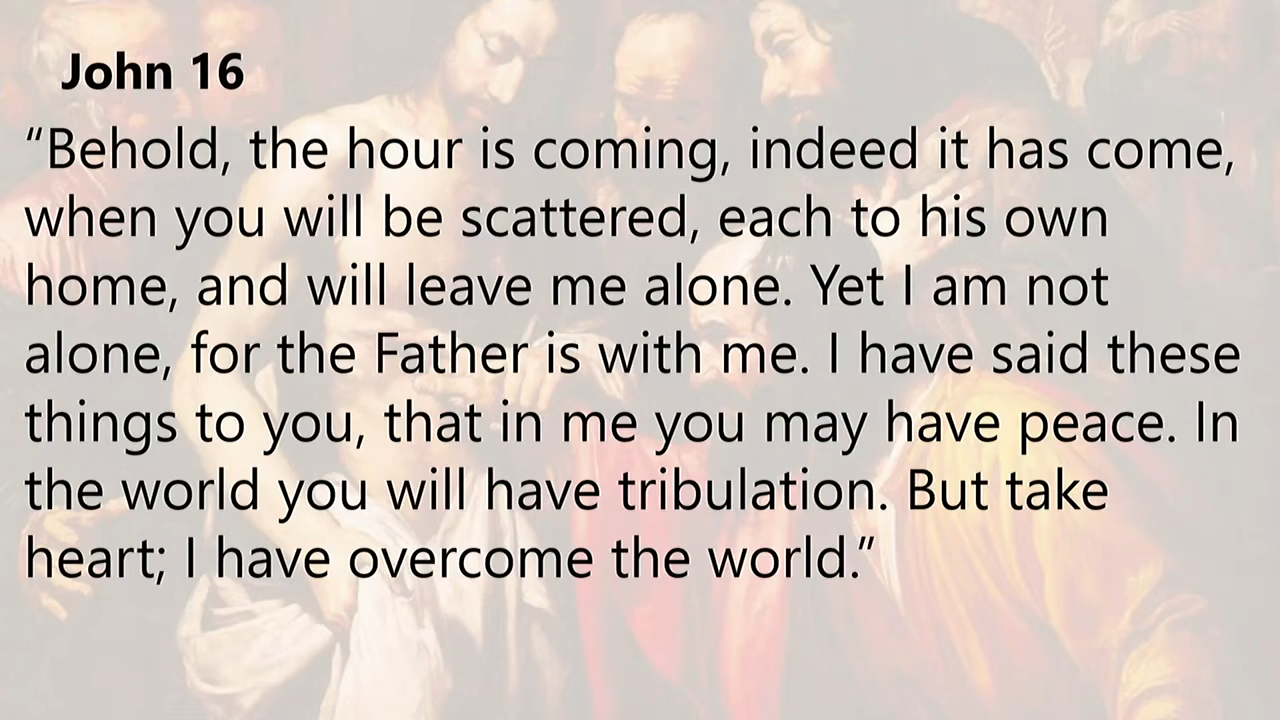 John 16
“Behold, the hour is coming, indeed it has come,
when you will be scattered, each to his own
home, and will leave me alone. Yet I am not
alone, for the Father is with me. I have said these
things to you, that in me you may have peace. In
the world you will have tribulation. But take
heart; I have overcome the world.”